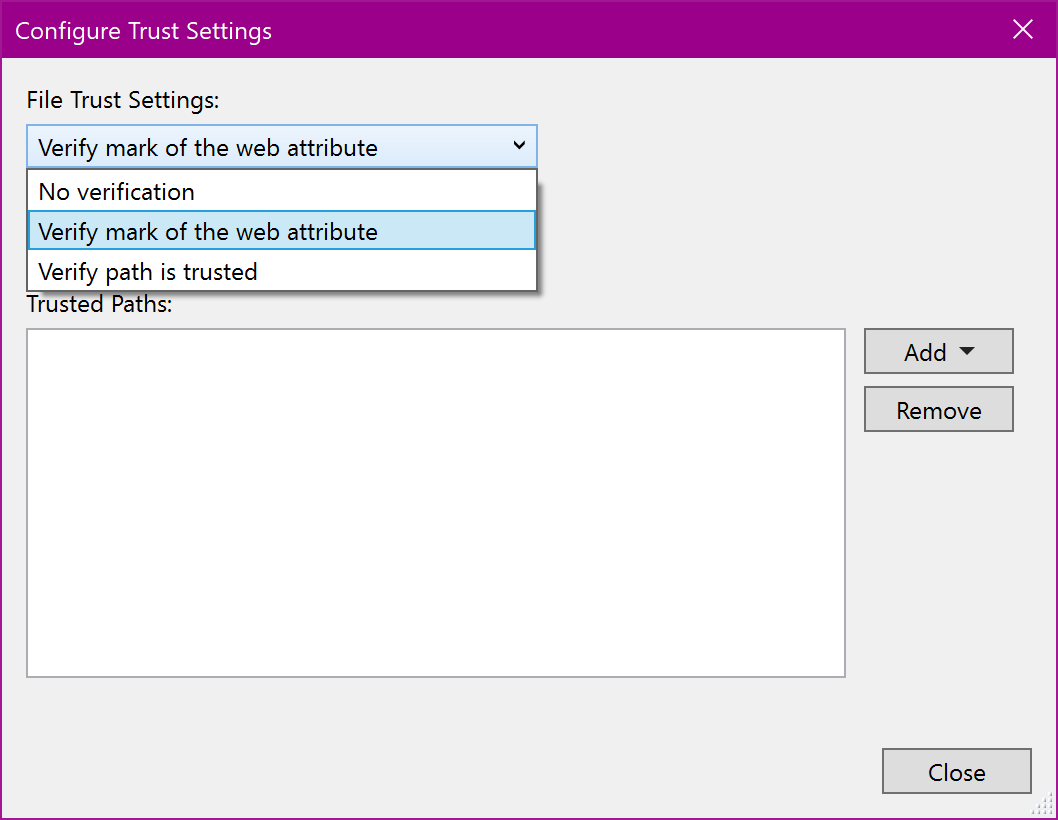 Configure Trust Settings
File Trust Settings:
Verify mark of the web attribute
No verification
Verify mark of the web attribute
Verify path is trusted
Trusted Paths:
Add
Remove
Close